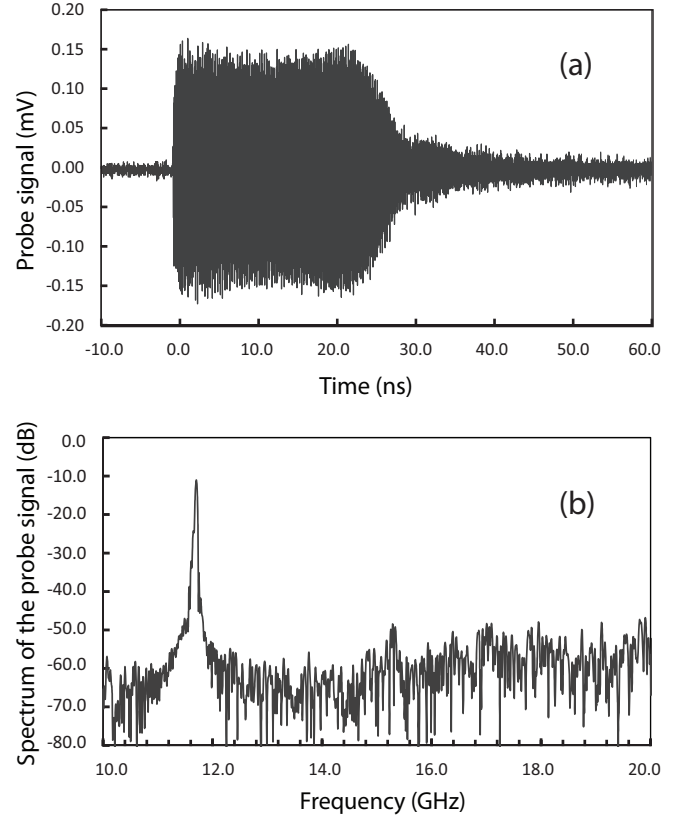 0.20
0.15
0.10
0.05
0.00
-0.05
-0.10
-0.15
-0.20
Probe signal (mV)
(a)
-10.0 0.0 10.0 20.0 30.0 40.0 50.0 60.0
Time (ns)
0.0
-10.0
-20.0
-30.0
-40.0
-50.0
-60.0
-70.0
-80.0
Spectrum of the probe signal (dB)
(b)
10.0 12.0 14.0 16.0 18.0 20.0
Frequency (GHz)